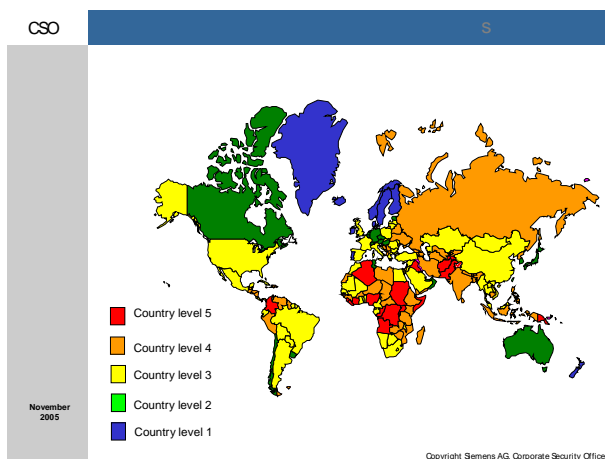 CSO
S
Country level 5
Country level 4
Country level 3
Country level 2
Country level 1
November
2005
Copyright Siemens AG, Corporate Security Office